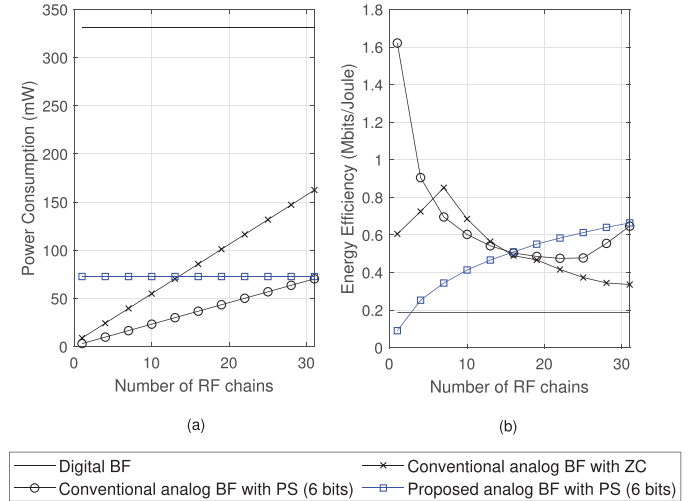 350
300
250
200
150
100
50
0
0
10
20
30
Power Consumption (mW)
Number of RF chains
(a)
1.8
1.6
1.4
1.2
1
0.8
0.6
0.4
0.2
0
0
10
20
30
Energy Efficiency (Mbits/Joule)
Number of RF chains
(b)
Digital BF
Conventional analog BF with PS (6 bits)
Conventional analog BF with ZC
Proposed analog BF with PS (6 bits)